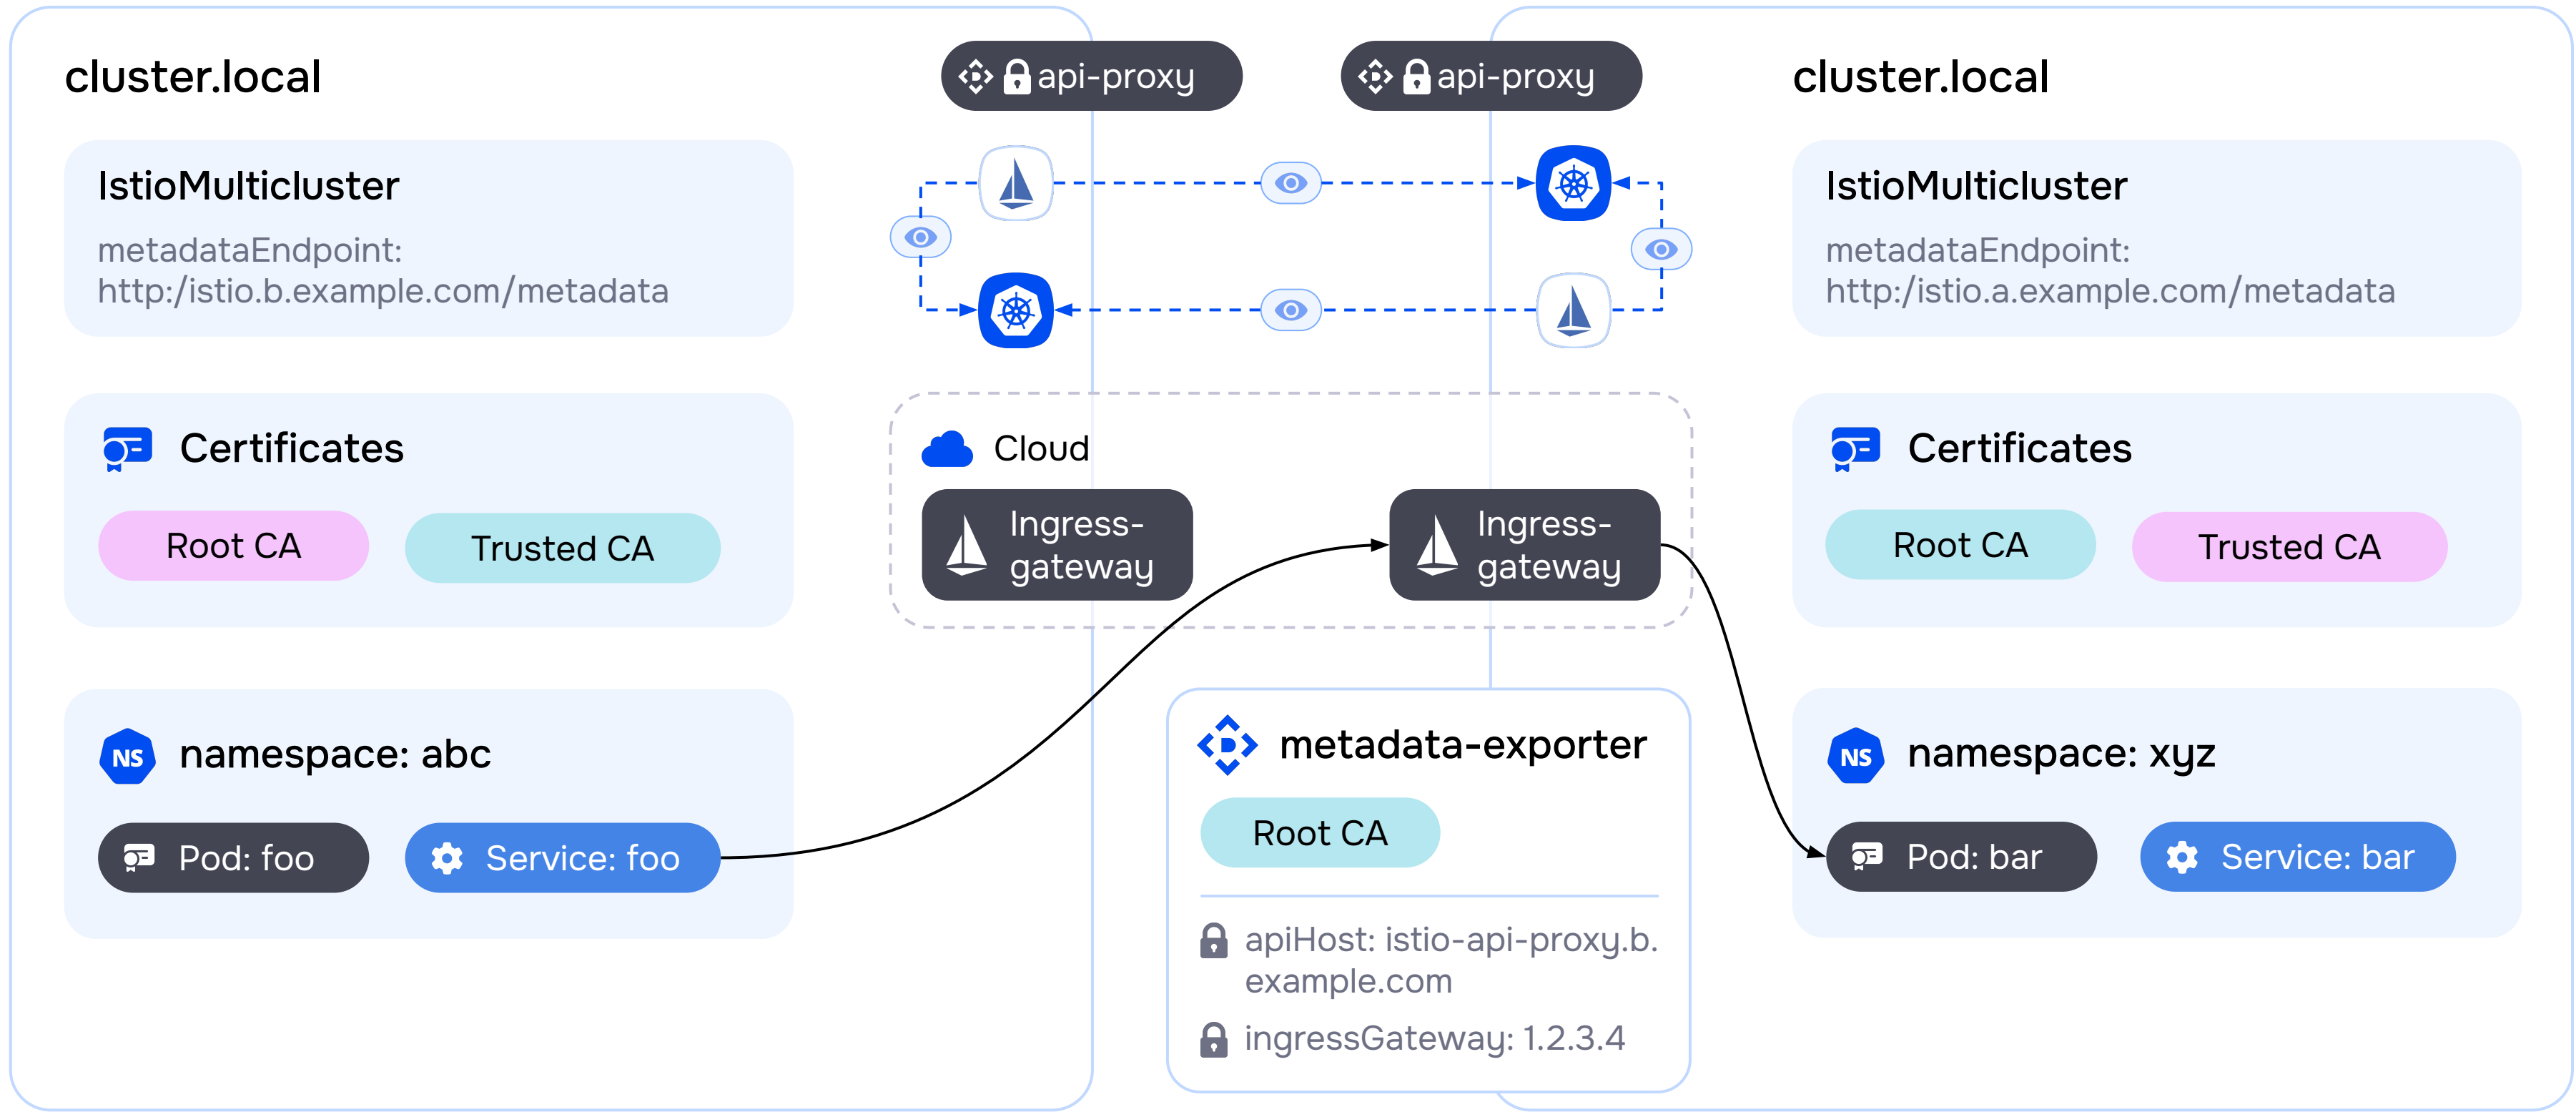 cluster.local
IstioMulticluster
metadataEndpoint:
http:/istio.b.example.com/metadata
Certificates
Root CA
Trusted CA
NS
namespace: abc
Pod: foo
Service: foo
api-proxy
api-proxy
Cloud
Ingress-
gateway
Ingress-
gateway
metadata-exporter
Root CA
apiHost: istio-api-proxy.b.
example.com
ingressGateway: 1.2.3.4
cluster.local
IstioMulticluster
metadataEndpoint:
http:/istio.a.example.com/metadata
Certificates
Root CA
Trusted CA
NS
namespace: xyz
Pod: bar
Service: bar